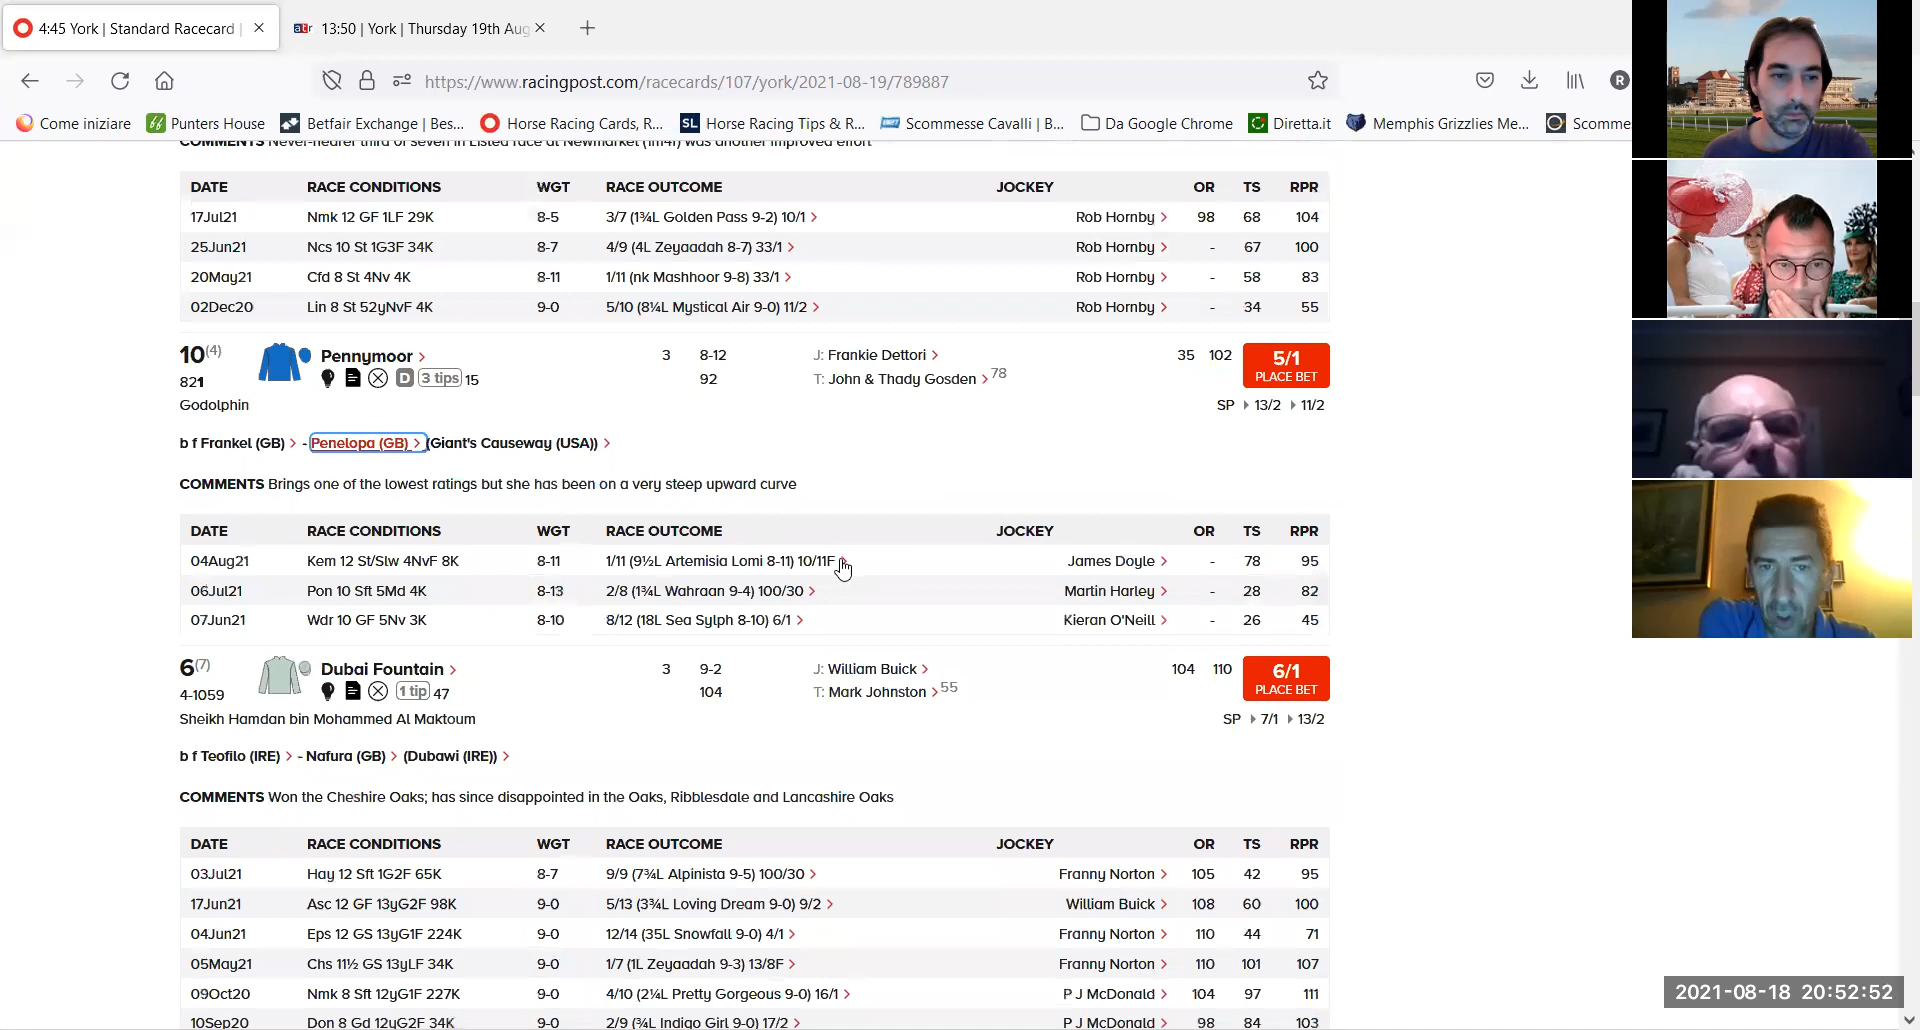 4:45 York | Standard Racecard |
atr 13:50 | York | Thursday 19th Aug
https://www.racingpost.com/racecards/107/york/2021-08-19/789887
R
Come iniziare Punters House Betfair Exchange | Bes... Horse Racing Cards, R... SL Horse Racing Tips & R... Scommesse Cavalli | B... Da Google Chrome Diretta.it Memphis Grizzlies Me... Scomme
COMMENTS Never-nearer third of seven in Listed race at Newmarket (1m4f) was another improved effort
DATE RACE CONDITIONS WGT RACE OUTCOME JOCKEY OR TS RPR
17Jul21 Nmk 12 GF 1LF 29K 8-5 3/7 (1¾L Golden Pass 9-2) 10/1 Rob Hornby 98 68 104
25Jun21 Ncs 10 St 1G3F 34K 8-7 4/9 (4L Zeyaadah 8-7) 33/1 Rob Hornby - 67 100
20May21 Cfd 8 St 4Nv 4K 8-11 1/11 (nk Mashhoor 9-8) 33/1 Rob Hornby - 58 83
02Dec20 Lin 8 St 52yNvF 4K 9-0 5/10 (8¼L Mystical Air 9-0) 11/2 Rob Hornby - 34 55
10(4) Pennymoor 3 8-12 J: Frankie Dettori 35 102 5/1
821 D 3 tips 15 92 T: John & Thady Gosden 78 PLACE BET
Godolphin SP 13/2 11/2
b f Frankel (GB) - Penelopa (GB) (Giant's Causeway (USA))
COMMENTS Brings one of the lowest ratings but she has been on a very steep upward curve
DATE RACE CONDITIONS WGT RACE OUTCOME JOCKEY OR TS RPR
04Aug21 Kem 12 St/Slw 4NvF 8K 8-11 1/11 (9½L Artemisia Lomi 8-11) 10/11F James Doyle - 78 95
06Jul21 Pon 10 Sft 5Md 4K 8-13 2/8 (1¾L Wahraan 9-4) 100/30 Martin Harley - 28 82
07Jun21 Wdr 10 GF 5Nv 3K 8-10 8/12 (18L Sea Sylph 8-10) 6/1 Kieran O'Neill - 26 45
6(7) Dubai Fountain 3 9-2 J: William Buick 104 110 6/1
4-1059 1 tip 47 104 T: Mark Johnston 55 PLACE BET
Sheikh Hamdan bin Mohammed Al Maktoum SP 7/1 13/2
b f Teofilo (IRE) - Nafura (GB) (Dubawi (IRE))
COMMENTS Won the Cheshire Oaks; has since disappointed in the Oaks, Ribblesdale and Lancashire Oaks
DATE RACE CONDITIONS WGT RACE OUTCOME JOCKEY OR TS RPR
03Jul21 Hay 12 Sft 1G2F 65K 8-7 9/9 (7¾L Alpinista 9-5) 100/30 Franny Norton 105 42 95
17Jun21 Asc 12 GF 13yG2F 98K 9-0 5/13 (3¾L Loving Dream 9-0) 9/2 William Buick 108 60 100
04Jun21 Eps 12 GS 13yG1F 224K 9-0 12/14 (35L Snowfall 9-0) 4/1 Franny Norton 110 44 71
05May21 Chs 11½ GS 13yLF 34K 9-0 1/7 (1L Zeyaadah 9-3) 13/8F Franny Norton 110 101 107
09Oct20 Nmk 8 Sft 12yG1F 227K 9-0 4/10 (2¼L Pretty Gorgeous 9-0) 16/1 P J McDonald 104 97 111
10Sep20 Don 8 Gd 12yG2F 34K 9-0 2/9 (¾L Indigo Girl 9-0) 17/2 P J McDonald 98 84 103
2021-08-18 20:52:52